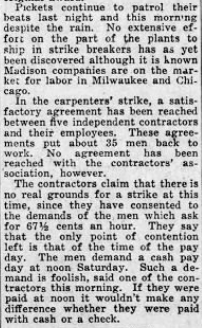 Pickets continue to patrol their
beats last night and this morning
despite the rain. No extensive ef-
fort on the part of the plants to
ship in strike breakers has as yet
been discovered although it is known
Madison companies are on the mar-
ket for labor in Milwaukee and Chi-
cago.
In the carpenters' strike, a satis-
factory agreement has been reached
between five independent contractors
and their employees. These agree-
ments put about 35 men back to
work. No agreement has been
reached with the contractors' as-
sociation, however.
The contractors claim that there is
no real grounds for a strike at this
time, since they have consented to
the demands of the men which ask
for 67½ cents an hour. They say
that the only point of contention
left is that of the time of the pay
day. The men demand a cash pay
day at noon Saturday. Such a de-
mand is foolish, said one of the con-
tractors this morning. If they were
paid at noon it wouldn't make any
difference whether they were paid
with cash or a check.